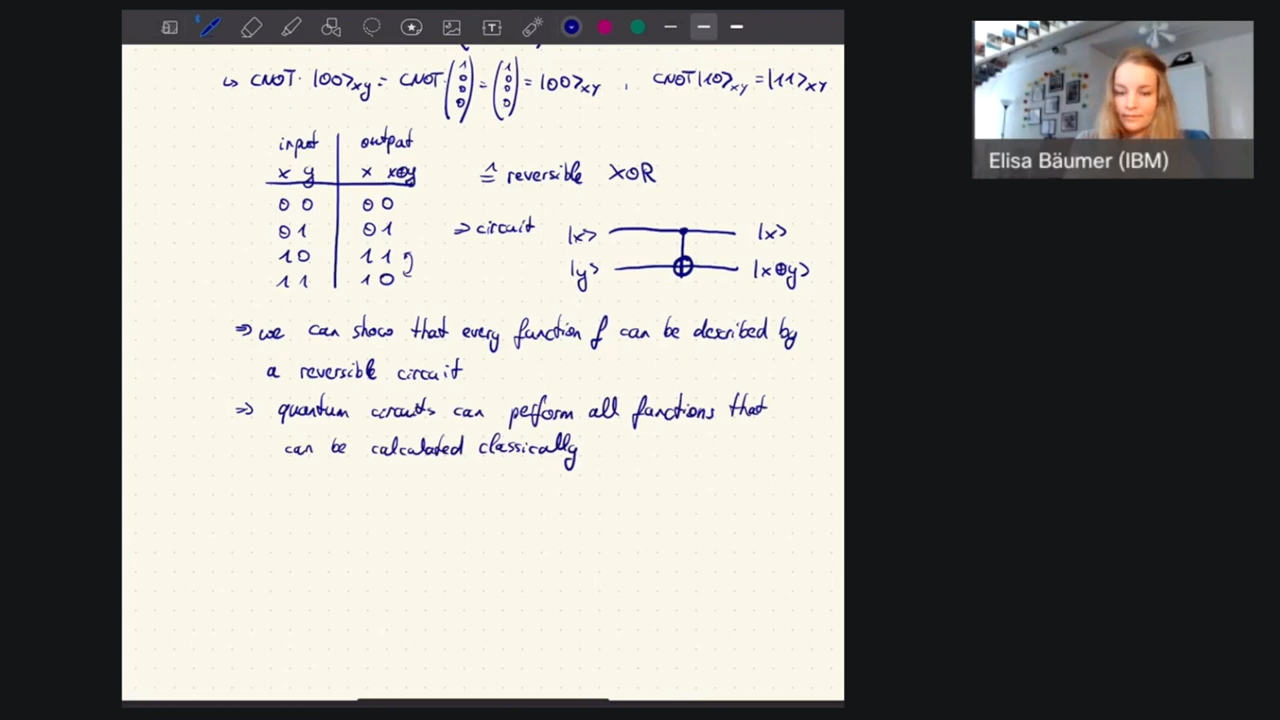 ↳ CNOT · |00⟩xy = CNOT (1 0 0 0) = (1 0 0 0) = |00⟩xy , CNOT |10⟩xy = |11⟩xy
input | output
x y | x x⊕y
0 0 | 0 0
0 1 | 0 1
1 0 | 1 1
1 1 | 1 0
≙ reversible XOR
⇒ circuit |x⟩ |x⟩
|y⟩ |x⊕y⟩
⇒ we can show that every function f can be described by
a reversible circuit
⇒ quantum circuits can perform all functions that
can be calculated classically
Elisa Bäumer (IBM)